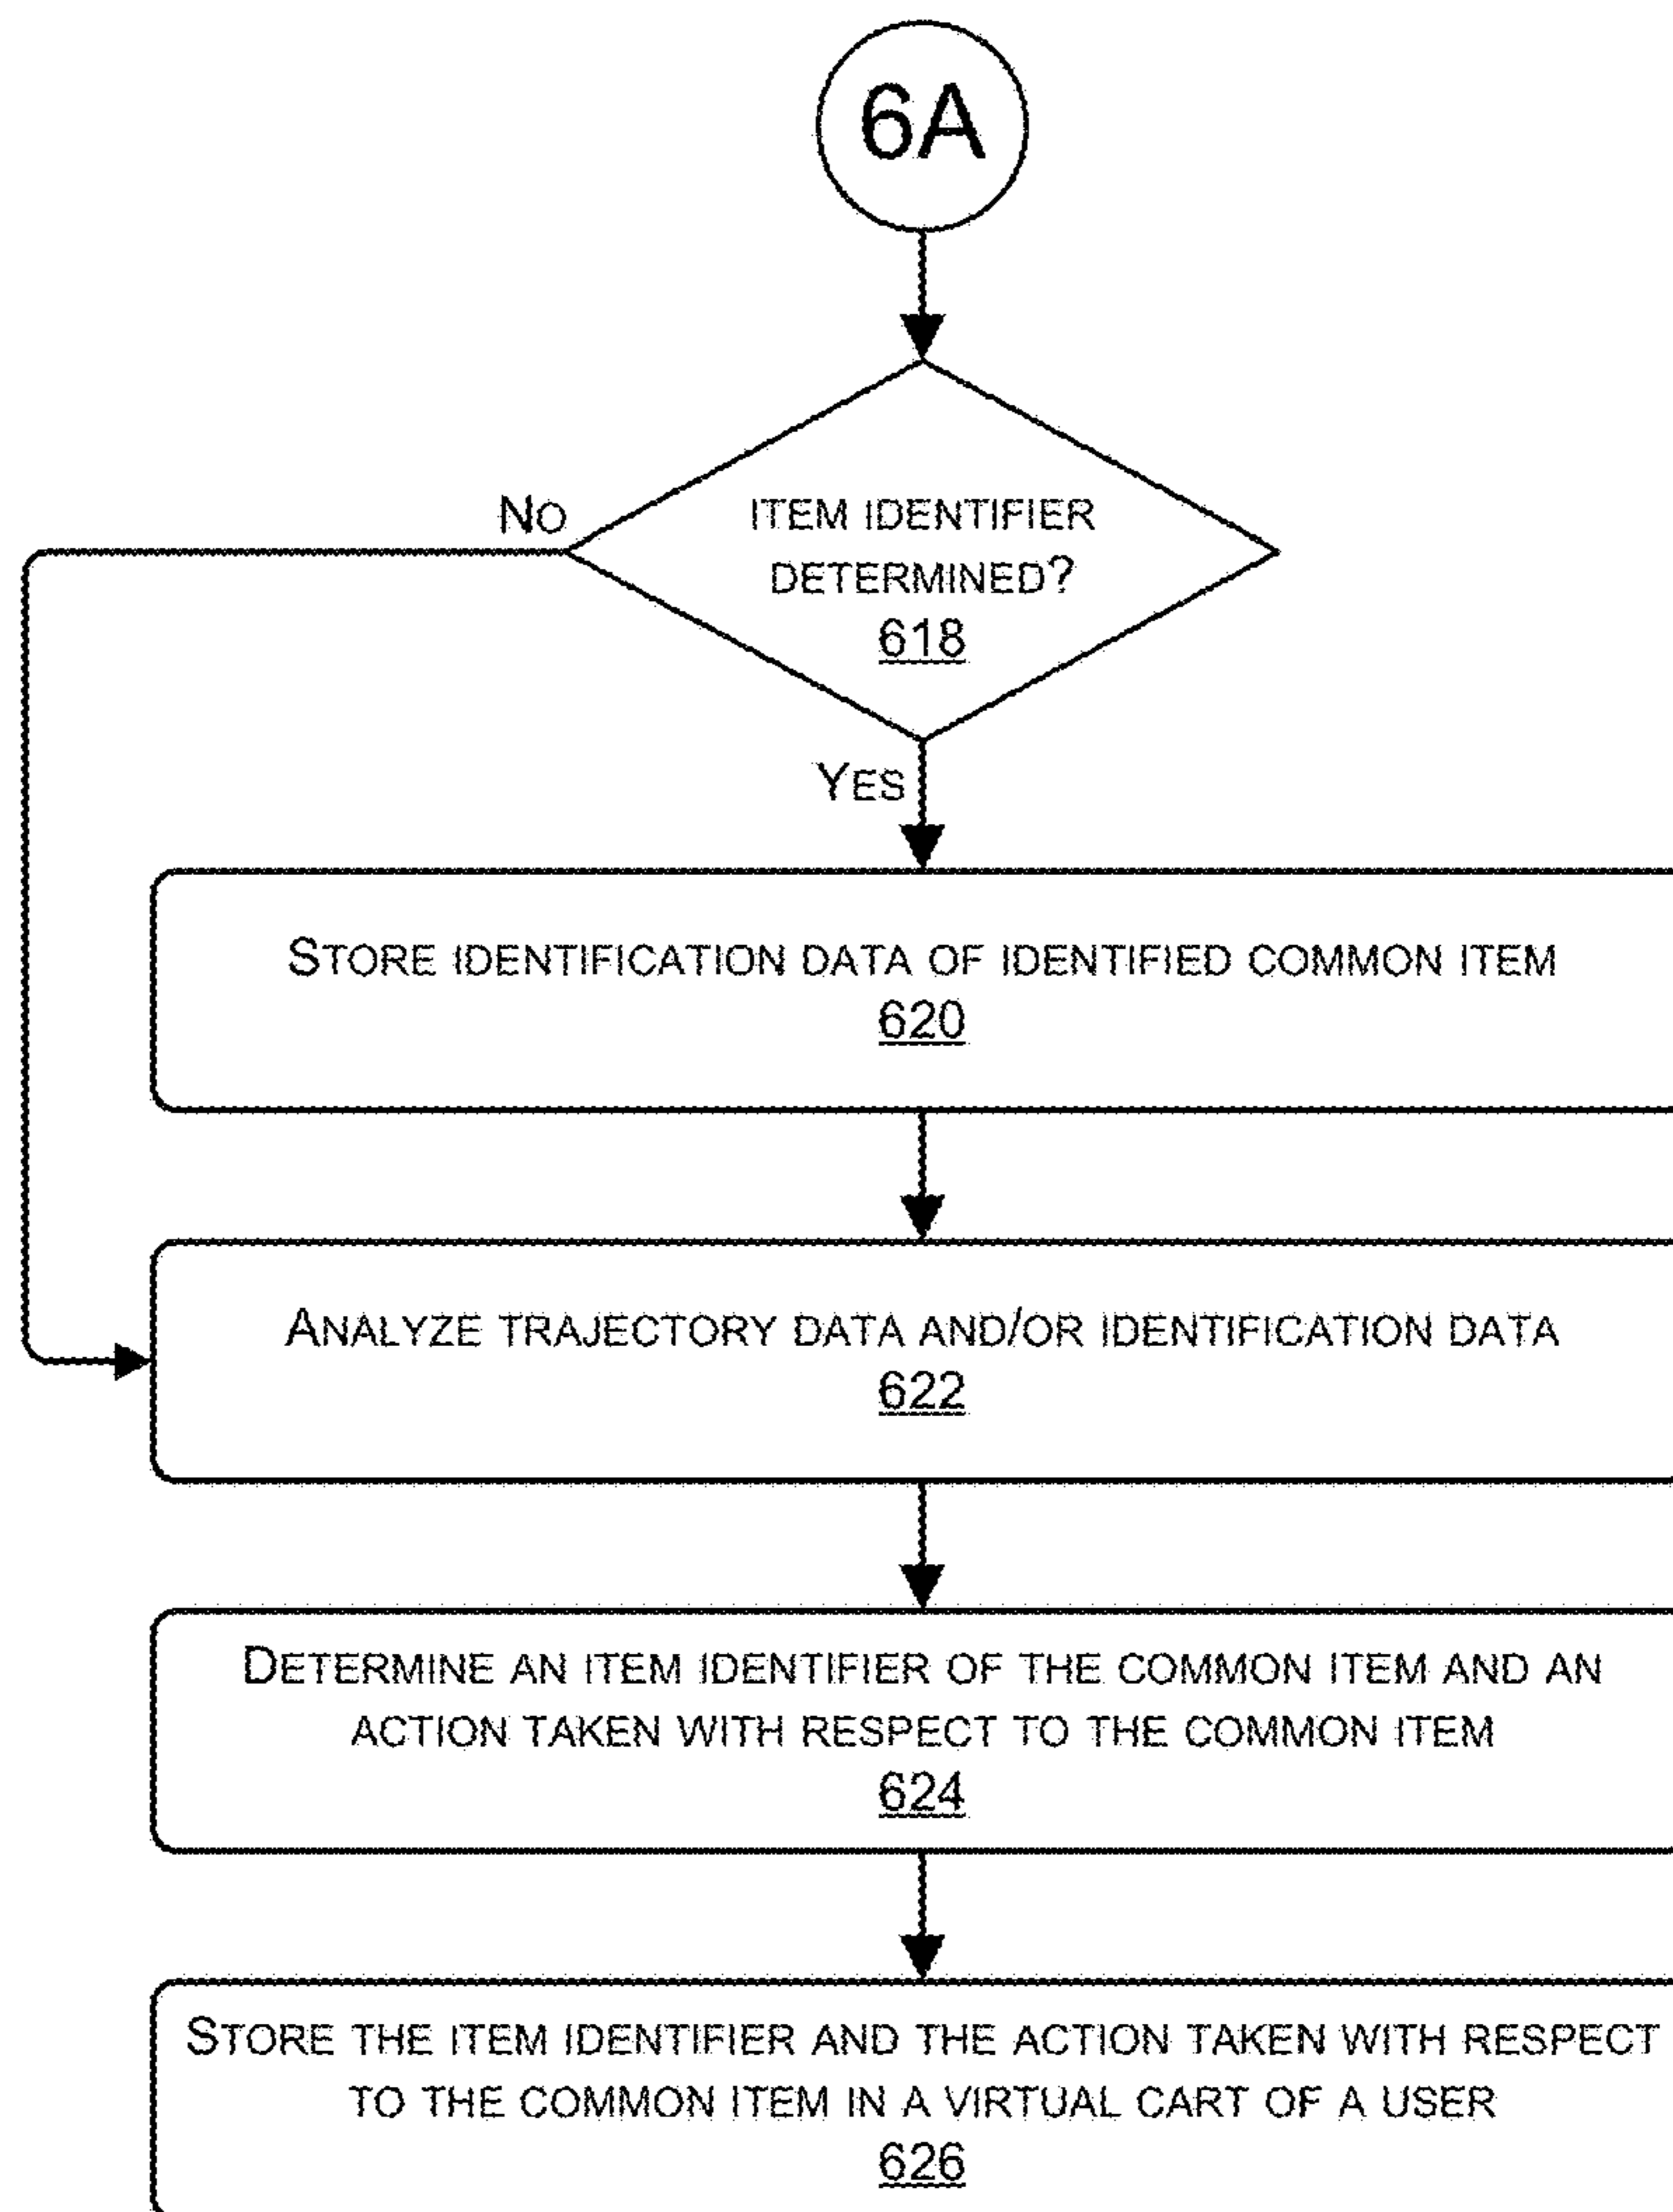 6A
ITEM IDENTIFIER
DETERMINED?
618
NO
YES
STORE IDENTIFICATION DATA OF IDENTIFIED COMMON ITEM
620
ANALYZE TRAJECTORY DATA AND/OR IDENTIFICATION DATA
622
DETERMINE AN ITEM IDENTIFIER OF THE COMMON ITEM AND AN
ACTION TAKEN WITH RESPECT TO THE COMMON ITEM
624
STORE THE ITEM IDENTIFIER AND THE ACTION TAKEN WITH RESPECT
TO THE COMMON ITEM IN A VIRTUAL CART OF A USER
626